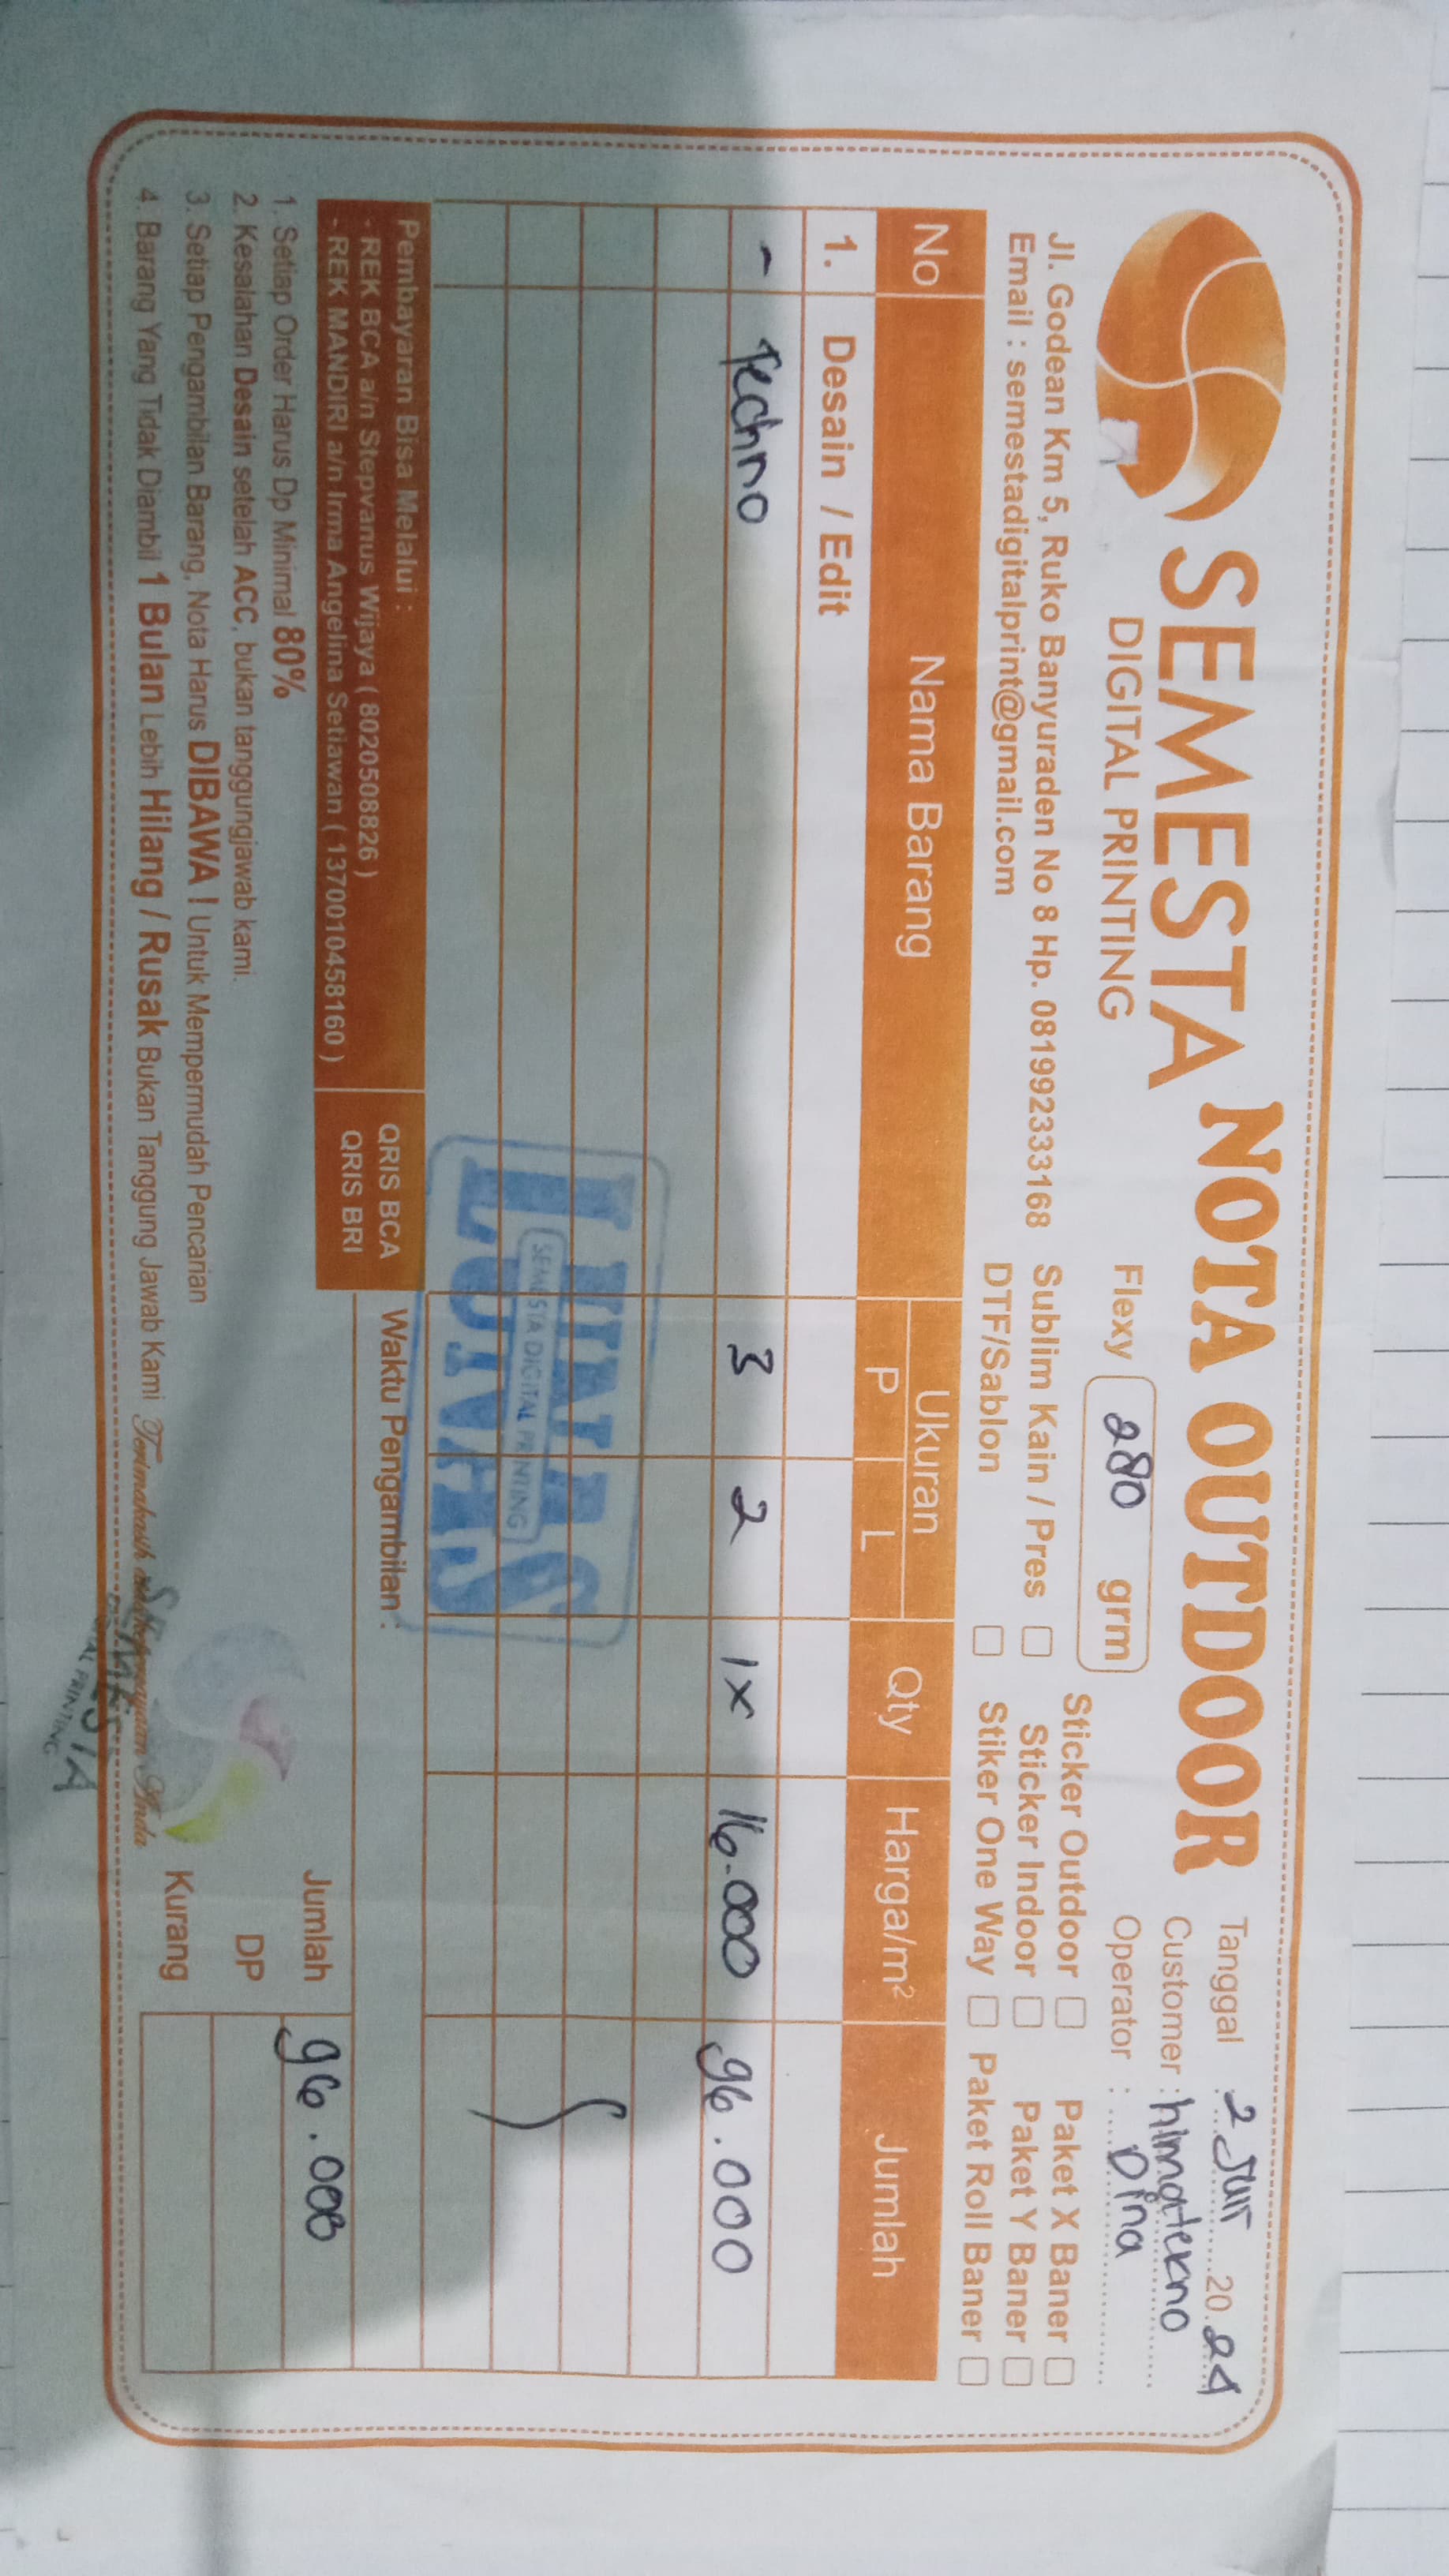 SEMESTA
DIGITAL PRINTING
Jl. Godean Km 5, Ruko Banyuraden No 8 Hp. 081992333168
Email : semestadigitalprint@gmail.com
NOTA OUTDOOR
Flexy 280 grm
Tanggal : 2 Juli 2024
Customer : himatekno
Operator : Dina
Sublim Kain / Pres
DTF/Sablon
Sticker Outdoor
Sticker Indoor
Stiker One Way
Paket X Baner
Paket Y Baner
Paket Roll Baner
No Nama Barang Ukuran P L Qty Harga/m² Jumlah
1. Desain / Edit
- Techno 3 2 1x 16.000 96.000
LUNAS
SEMESTA DIGITAL PRINTING
Pembayaran Bisa Melalui :
- REK BCA a/n Stepvanus Wijaya ( 8020508826 )
- REK MANDIRI a/n Irma Angelina Setiawan ( 1370010458160 )
QRIS BCA
QRIS BRI
Waktu Pengambilan :
Jumlah 96.000
DP
Kurang
1. Setiap Order Harus Dp Minimal 80%
2. Kesalahan Desain setelah ACC, bukan tanggungjawab kami.
3. Setiap Pengambilan Barang, Nota Harus DIBAWA ! Untuk Mempermudah Pencarian
4. Barang Yang Tidak Diambil 1 Bulan Lebih Hilang / Rusak Bukan Tanggung Jawab Kami
Terimakasih atas kepercayaan Anda
SEMESTA
DIGITAL PRINTING